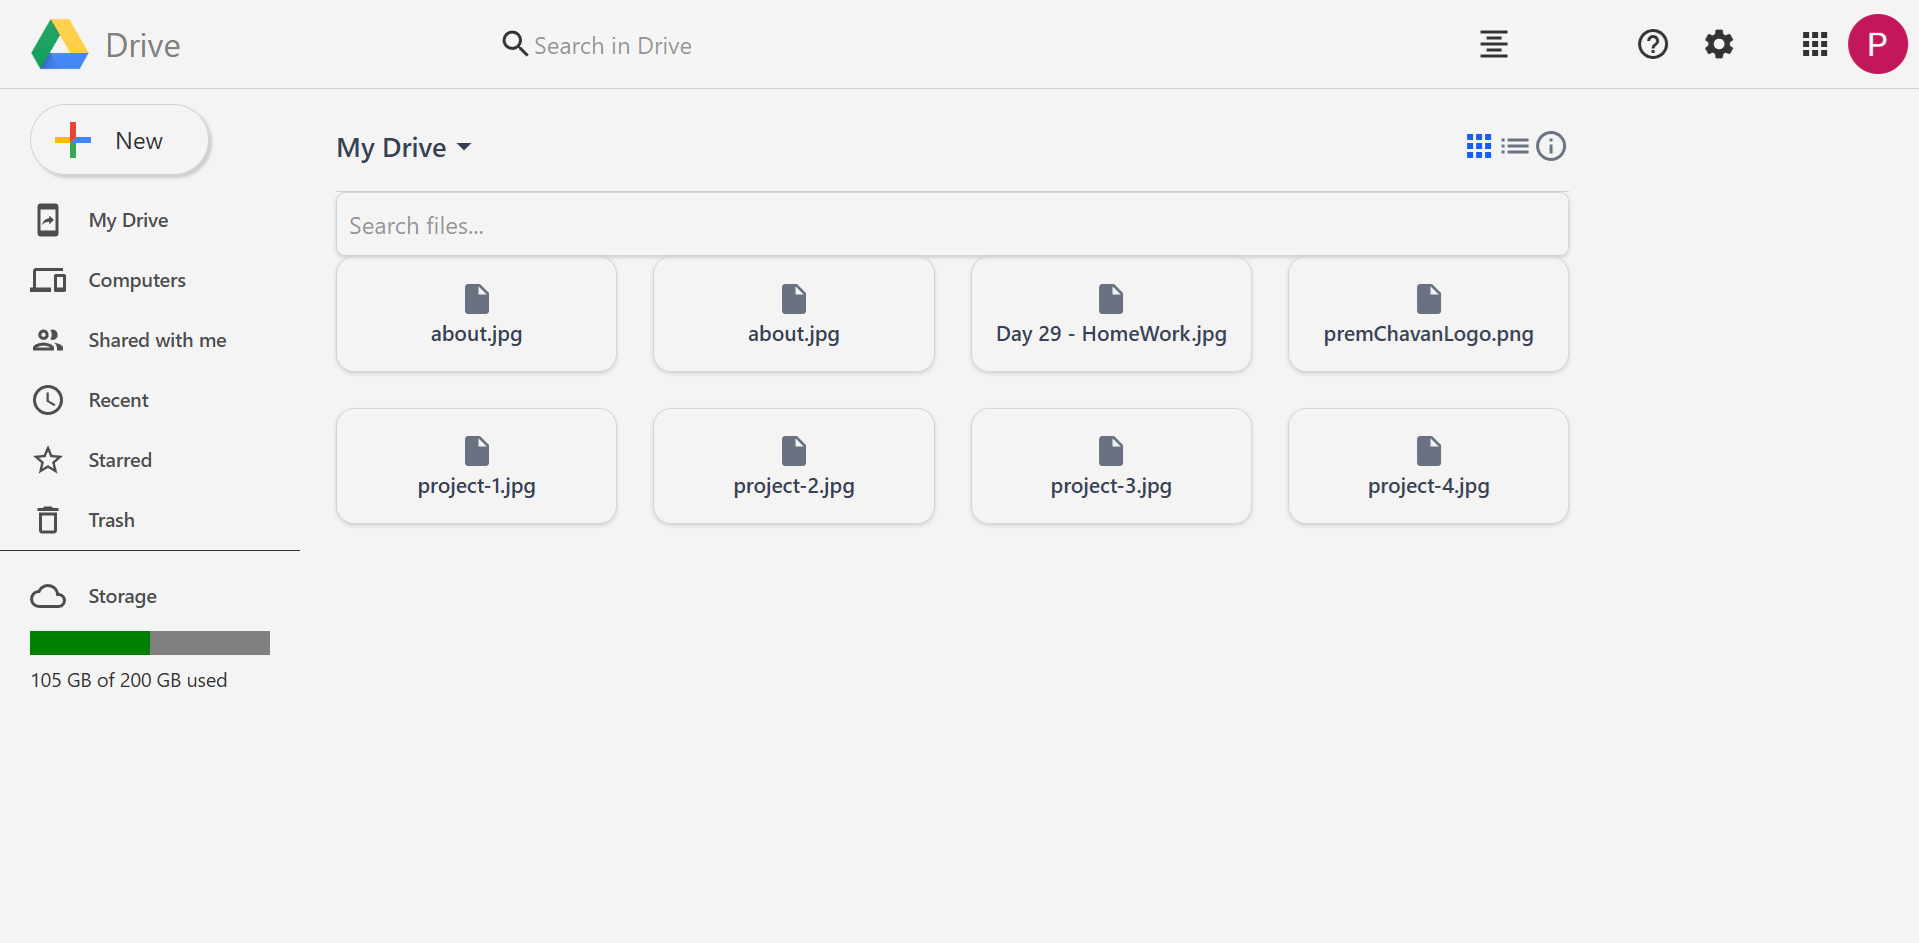 Drive
Search in Drive
P
New
My Drive
Computers
Shared with me
Recent
Starred
Trash
Storage
105 GB of 200 GB used
My Drive
Search files...
about.jpg
about.jpg
Day 29 - HomeWork.jpg
premChavanLogo.png
project-1.jpg
project-2.jpg
project-3.jpg
project-4.jpg